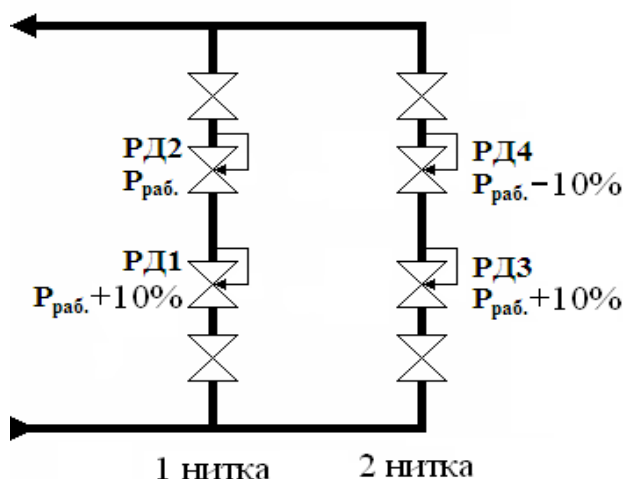 РД2
Рраб.
РД4
Рраб.−10%
РД1
Рраб.+10%
РД3
Рраб.+10%
1 нитка
2 нитка